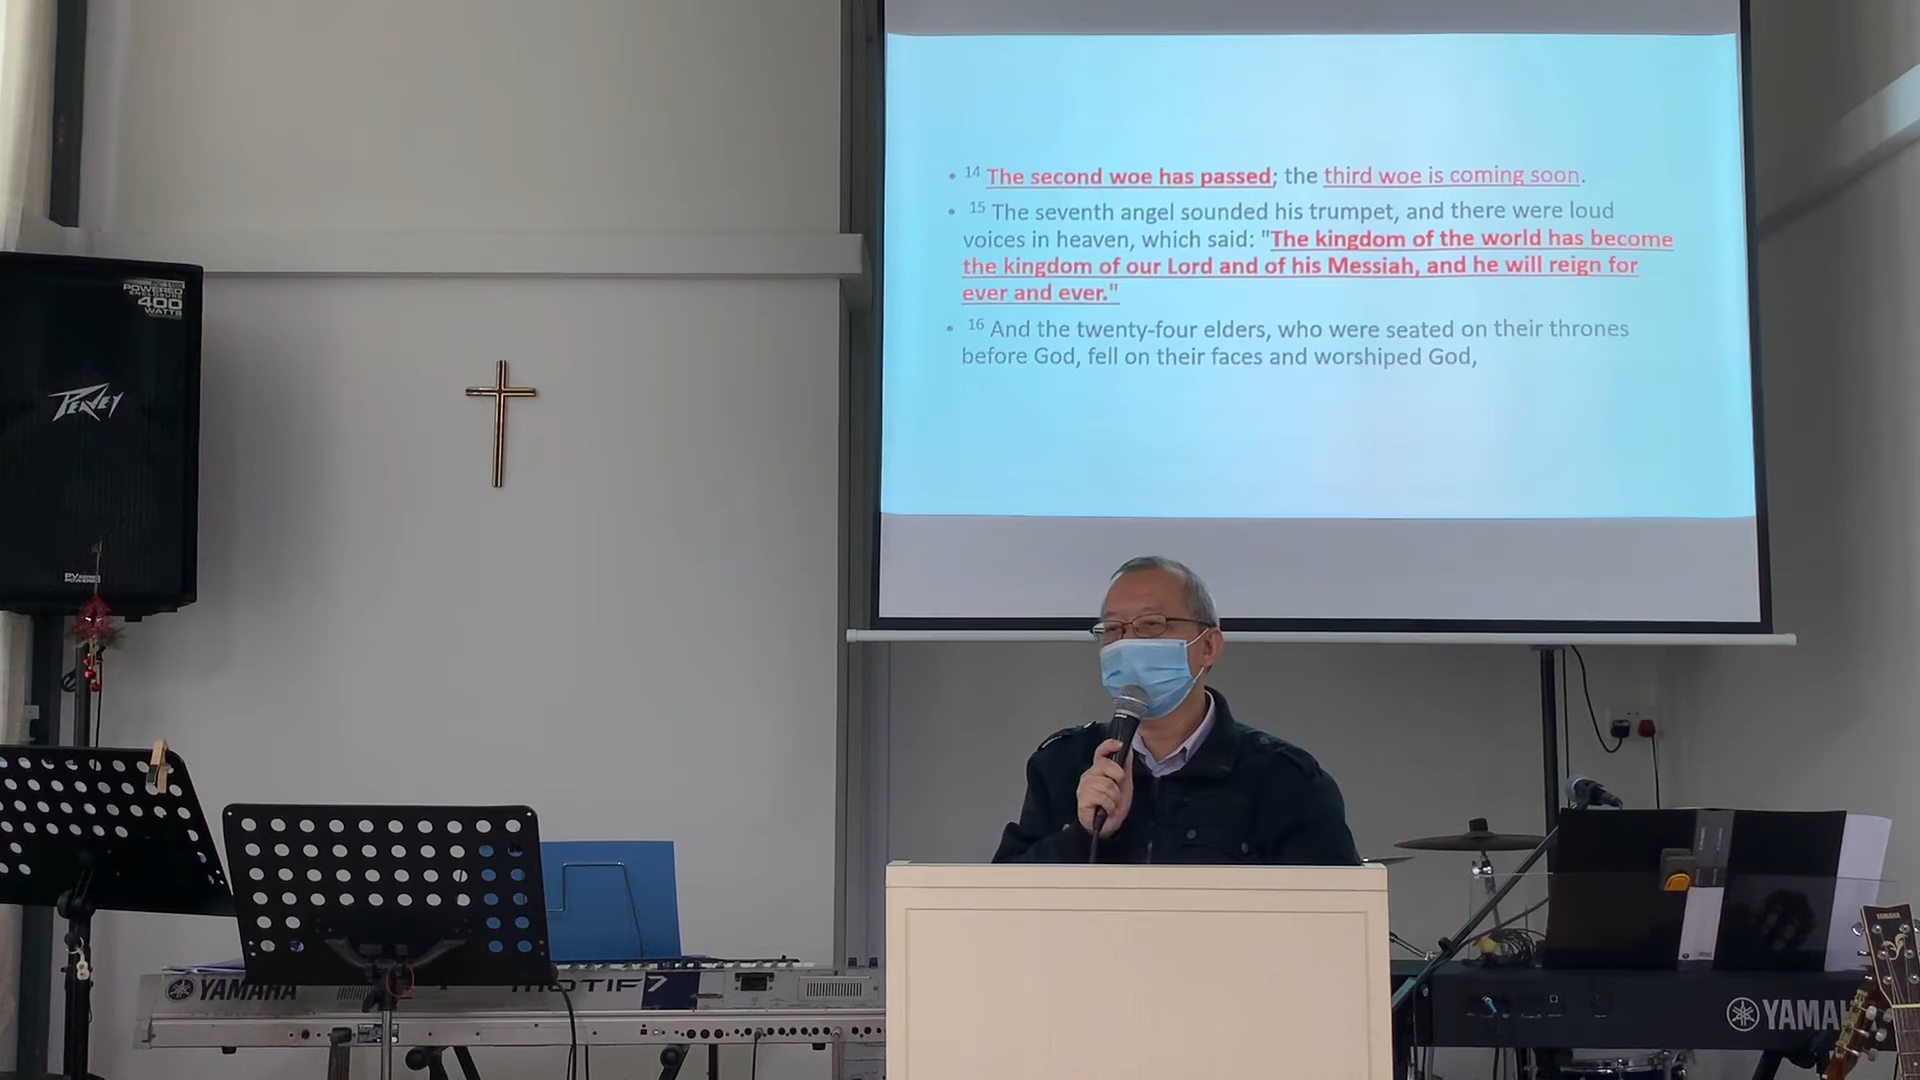 14 The second woe has passed; the third woe is coming soon.
15 The seventh angel sounded his trumpet, and there were loud
voices in heaven, which said: "The kingdom of the world has become
the kingdom of our Lord and of his Messiah, and he will reign for
ever and ever."
16 And the twenty-four elders, who were seated on their thrones
before God, fell on their faces and worshiped God,
POWERED
ENCLOSURE
400
WATTS
PEAVEY
YAMAHA
MOTIF 7
YAMAHA
YAMA